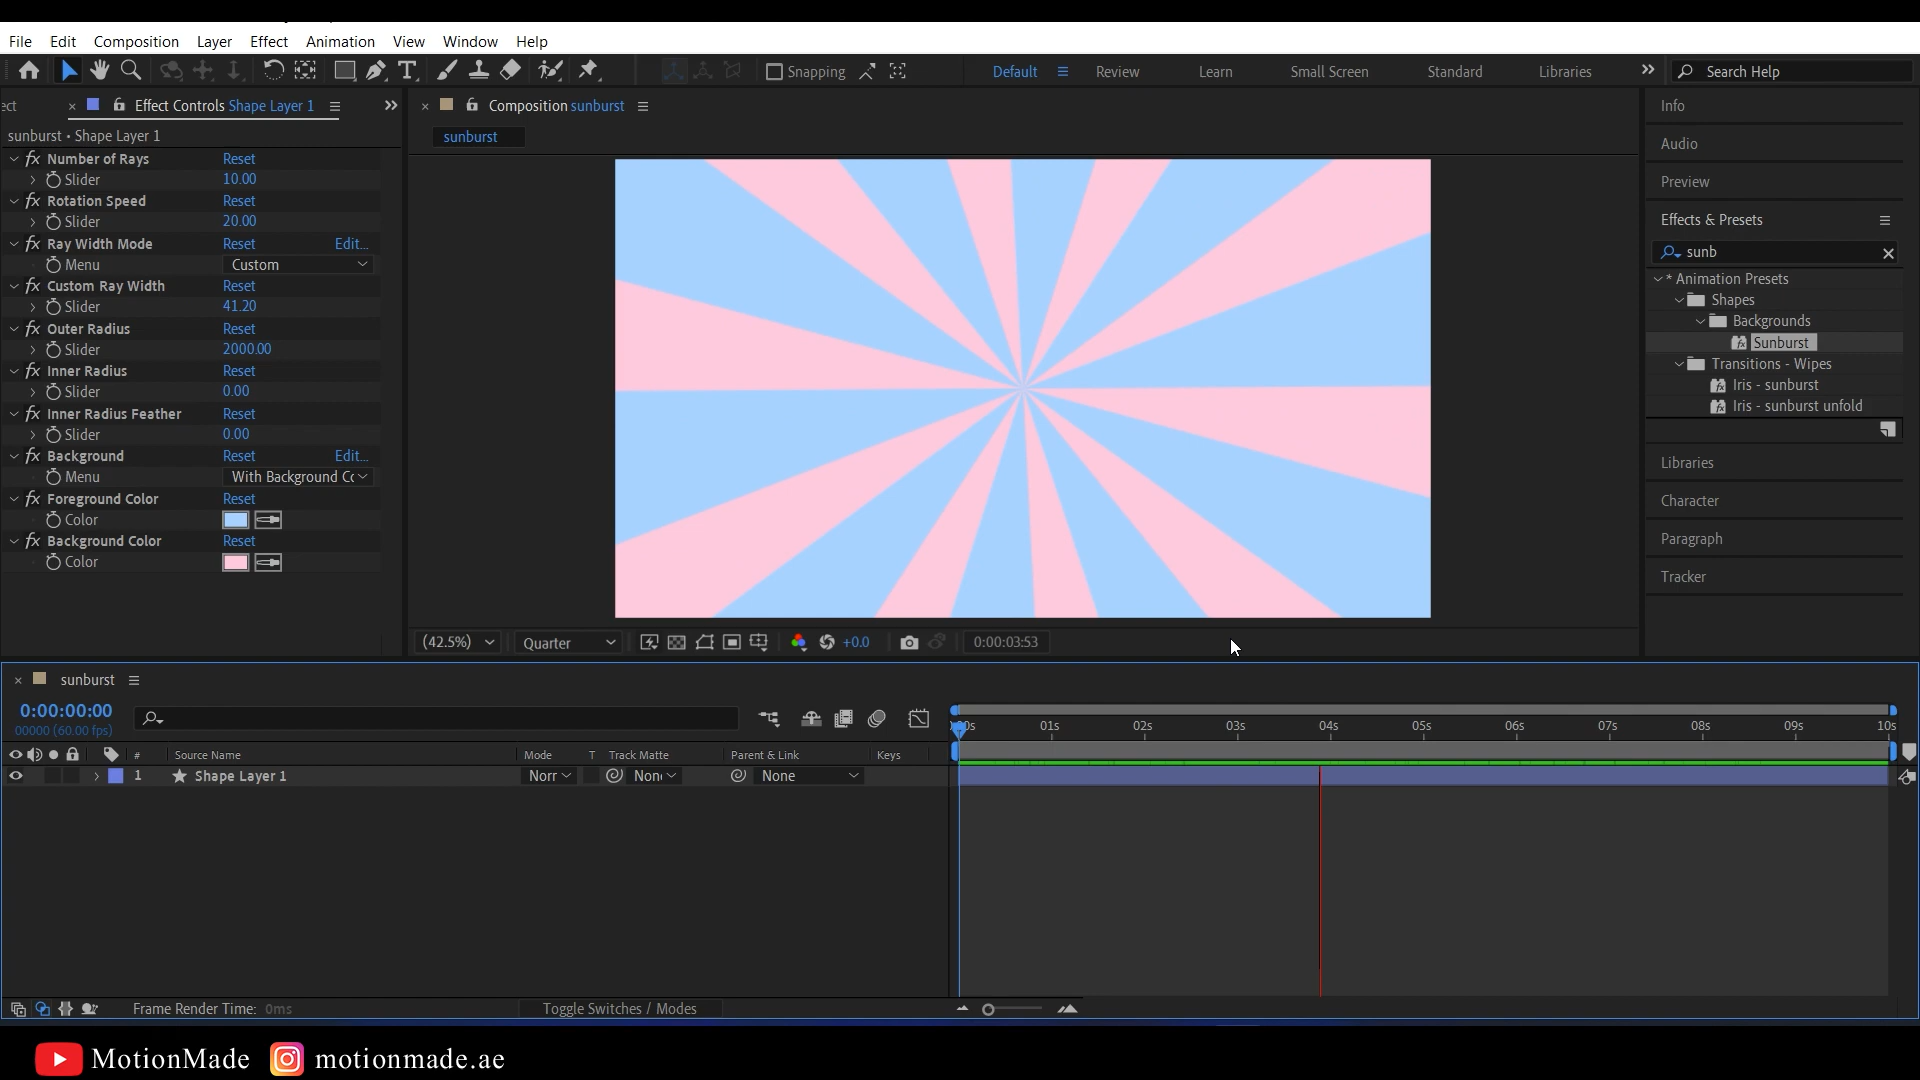 File Edit Composition Layer Effect Animation View Window Help
Snapping Default Review Learn Small Screen Standard Libraries Search Help
ect Effect Controls Shape Layer 1
sunburst • Shape Layer 1
Number of Rays Reset
Slider 10.00
Rotation Speed Reset
Slider 20.00
Ray Width Mode Reset Edit...
Menu Custom
Custom Ray Width Reset
Slider 41.20
Outer Radius Reset
Slider 2000.00
Inner Radius Reset
Slider 0.00
Inner Radius Feather Reset
Slider 0.00
Background Reset Edit...
Menu With Background Cc
Foreground Color Reset
Color
Background Color Reset
Color
Composition sunburst
sunburst
(42.5%) Quarter +0.0 0:00:03:53
Info
Audio
Preview
Effects & Presets
sunb
* Animation Presets
Shapes
Backgrounds
Sunburst
Transitions - Wipes
Iris - sunburst
Iris - sunburst unfold
Libraries
Character
Paragraph
Tracker
sunburst
0:00:00:00
00000 (60.00 fps)
00s 01s 02s 03s 04s 05s 06s 07s 08s 09s 10s
# Source Name Mode T Track Matte Parent & Link Keys
1 Shape Layer 1 Norr None None
Frame Render Time: 0ms Toggle Switches / Modes
MotionMade motionmade.ae